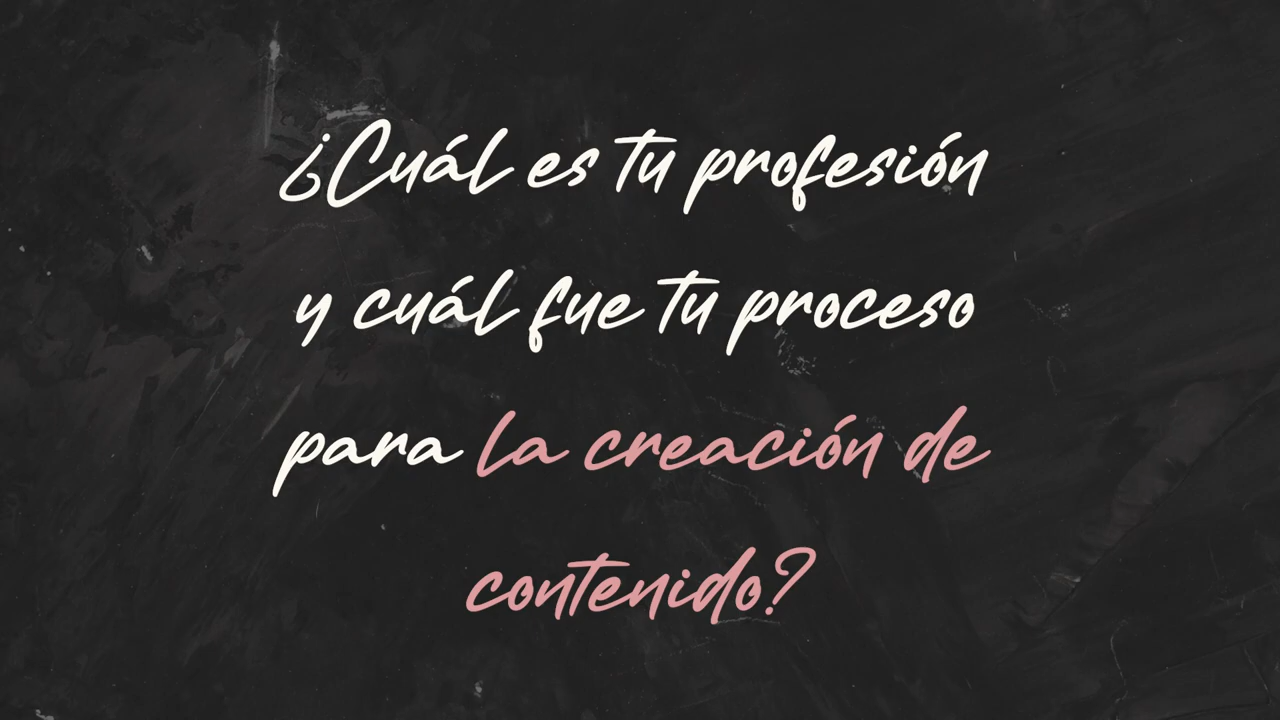 ¿Cuál es tu profesión
y cuál fue tu proceso
para la creación de
contenido?